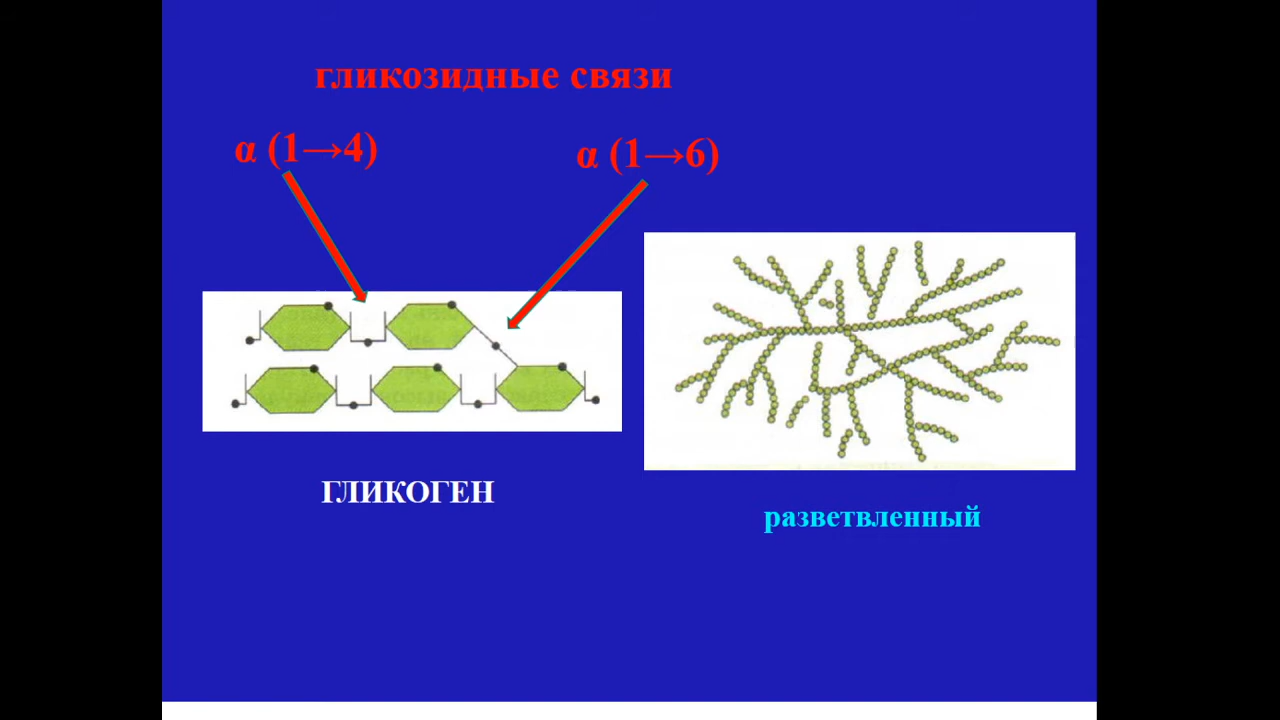 гликозидные связи
α (1→4)
α (1→6)
ГЛИКОГЕН
разветвленный